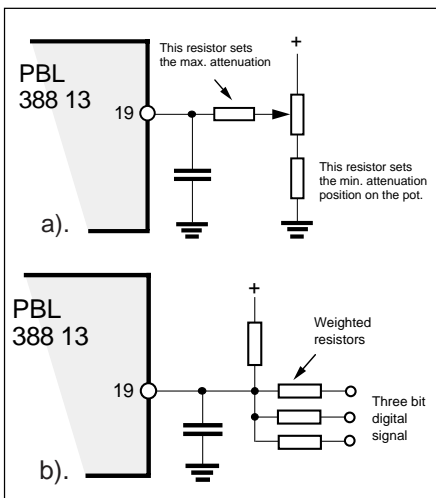 This resistor sets
the max. attenuation
+
PBL
388 13
19
This resistor sets
the min. attenuation
position on the pot.
a).
+
PBL
388 13
Weighted
resistors
19
Three bit
digital
signal
b).